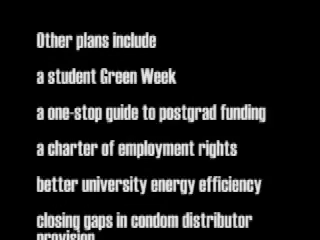 Other plans include
a student Green Week
a one-stop guide to postgrad funding
a charter of employment rights
better university energy efficiency
closing gaps in condom distributor
provision